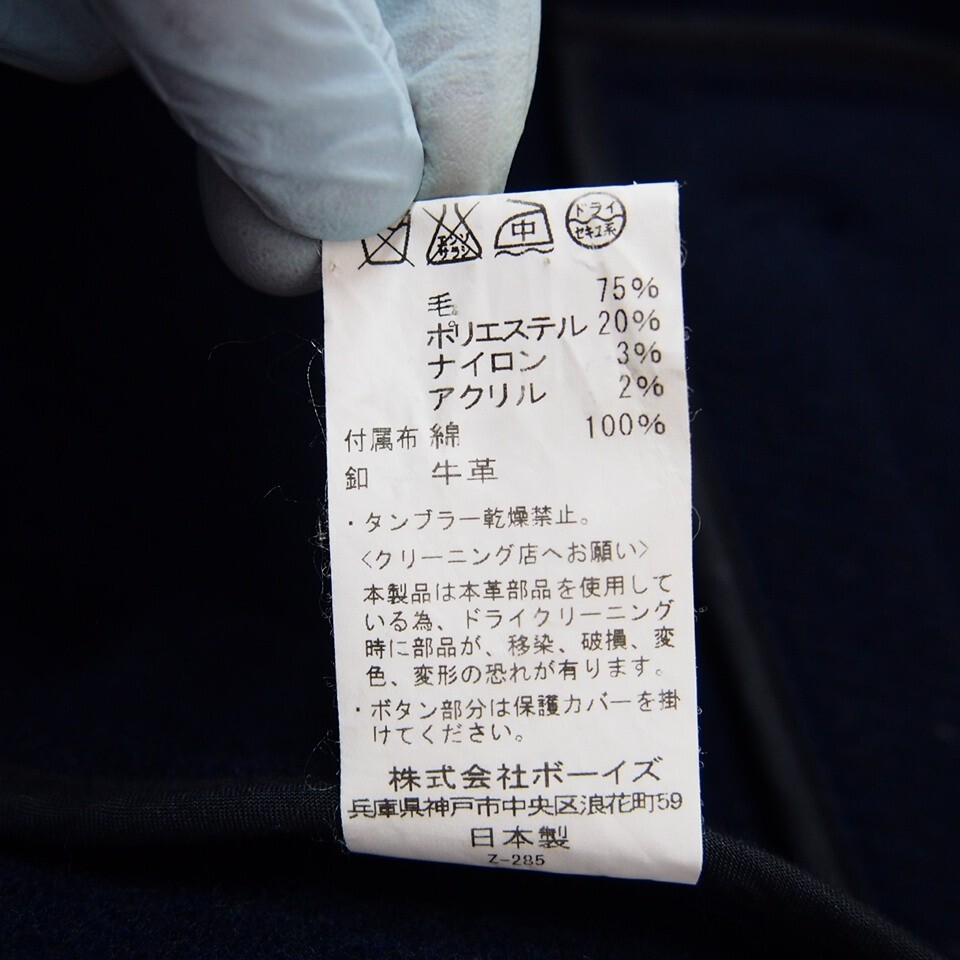 エンソ
サラシ
中
ドライ
セキユ系
毛 75%
ポリエステル 20%
ナイロン 3%
アクリル 2%
付属布 綿 100%
釦 牛革
・タンブラー乾燥禁止。
〈クリーニング店へお願い〉
本製品は本革部品を使用して
いる為、ドライクリーニング
時に部品が、移染、破損、変
色、変形の恐れが有ります。
・ボタン部分は保護カバーを掛
けてください。
株式会社ボーイズ
兵庫県神戸市中央区浪花町59
日本製
Z-285